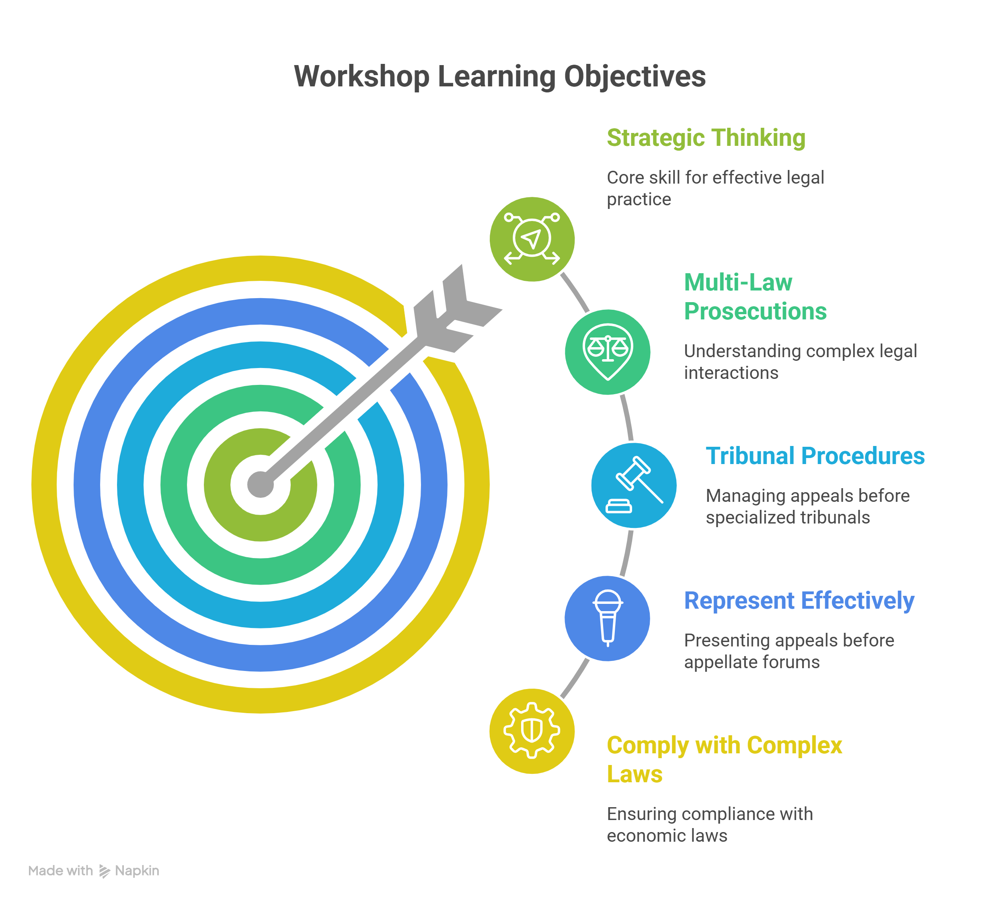 Workshop Learning Objectives
Strategic Thinking
Core skill for effective legal
practice
Multi-Law
Prosecutions
Understanding complex legal
interactions
Tribunal Procedures
Managing appeals before
specialized tribunals
Represent Effectively
Presenting appeals before
appellate forums
Comply with Complex
Laws
Ensuring compliance with
economic laws
Made with Napkin